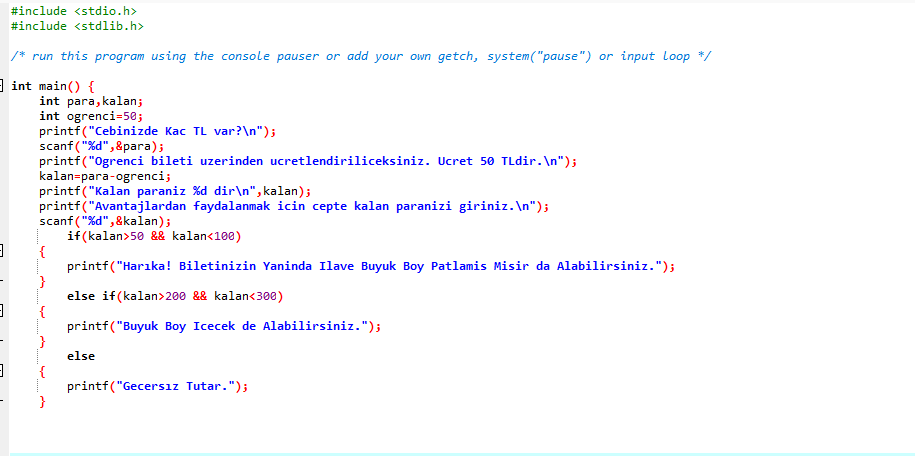 #include <stdio.h>
#include <stdlib.h>
/* run this program using the console pauser or add your own getch, system("pause") or input loop */
int main() {
int para,kalan;
int ogrenci=50;
printf("Cebinizde Kac TL var?\n");
scanf("%d",&para);
printf("Ogrenci bileti uzerinden ucretlendiriliceksiniz. Ucret 50 TLdir.\n");
kalan=para-ogrenci;
printf("Kalan paraniz %d dir\n",kalan);
printf("Avantajlardan faydalanmak icin cepte kalan paranizi giriniz.\n");
scanf("%d",&kalan);
if(kalan>50 && kalan<100)
{
printf("Harıka! Biletinizin Yaninda Ilave Buyuk Boy Patlamis Misir da Alabilirsiniz.");
}
else if(kalan>200 && kalan<300)
{
printf("Buyuk Boy Icecek de Alabilirsiniz.");
}
else
{
printf("Gecersız Tutar.");
}